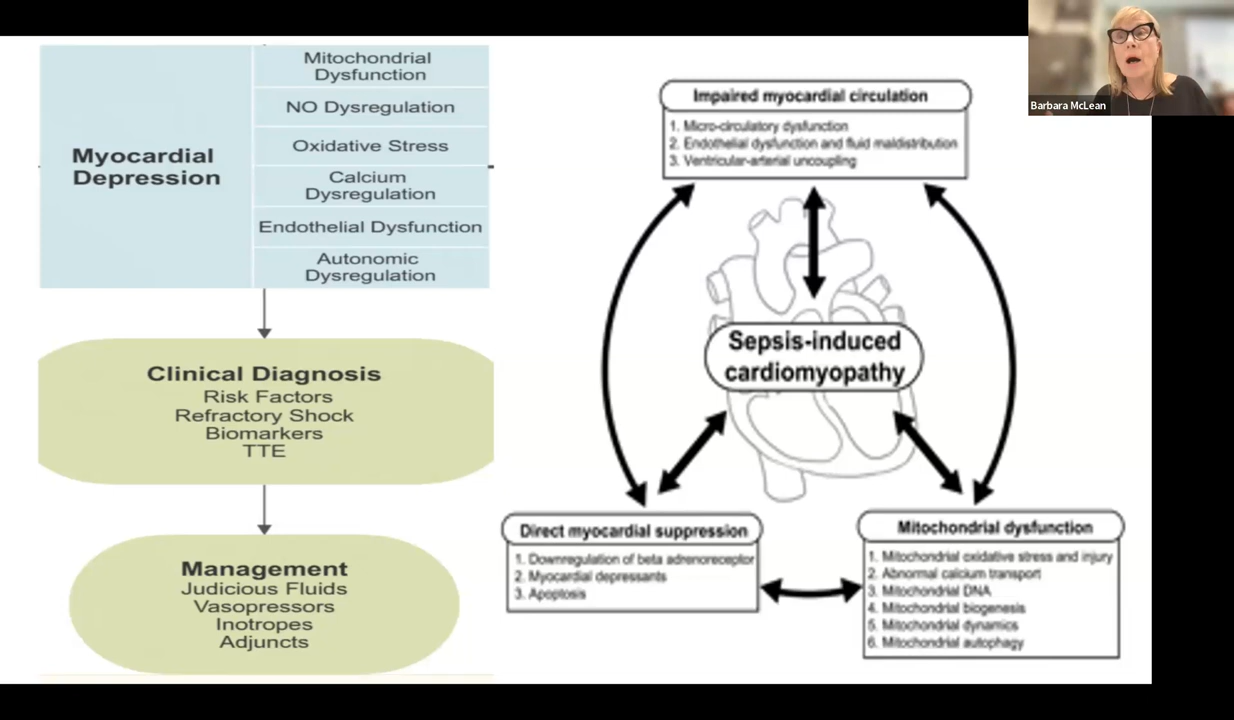 Myocardial
Depression
Mitochondrial
Dysfunction
NO Dysregulation
Oxidative Stress
Calcium
Dysregulation
Endothelial Dysfunction
Autonomic
Dysregulation
Clinical Diagnosis
Risk Factors
Refractory Shock
Biomarkers
TTE
Management
Judicious Fluids
Vasopressors
Inotropes
Adjuncts
Impaired myocardial circulation
1. Micro-circulatory dysfunction
2. Endothelial dysfunction and fluid maldistribution
3. Ventricular-arterial uncoupling
Sepsis-induced
cardiomyopathy
Direct myocardial suppression
1. Downregulation of beta adrenoreceptor
2. Myocardial depressants
3. Apoptosis
Mitochondrial dysfunction
1. Mitochondrial oxidative stress and injury
2. Abnormal calcium transport
3. Mitochondrial DNA
4. Mitochondrial biogenesis
5. Mitochondrial dynamics
6. Mitochondrial autophagy
Barbara McLean